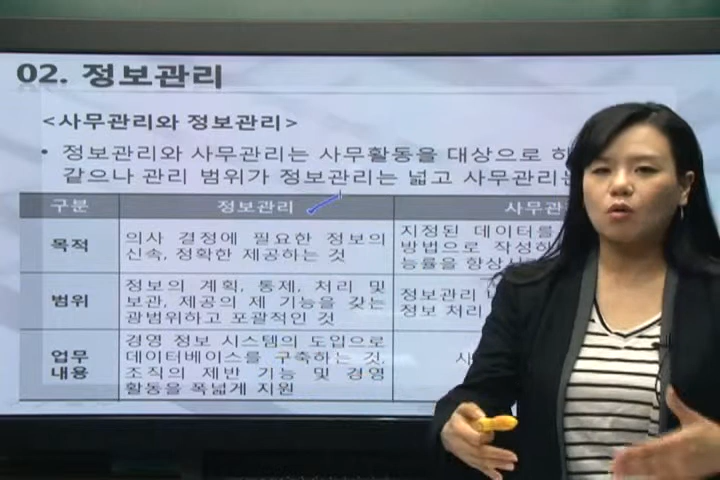 02. 정보관리
<사무관리와 정보관리>
• 정보관리와 사무관리는 사무활동을 대상으로 하
같으나 관리 범위가 정보관리는 넓고 사무관리는
구분 정보관리 사무관
목적 의사 결정에 필요한 정보의 신속, 정확한 제공하는 것 지정된 데이터를 방법으로 작성하 능률을 향상시
범위 정보의 계획, 통제, 처리 및 보관, 제공의 제 기능을 갖는 광범위하고 포괄적인 것 정보관리 정보 처리
업무 내용 경영 정보 시스템의 도입으로 데이터베이스를 구축하는 것, 조직의 제반 기능 및 경영 활동을 폭넓게 지원 사